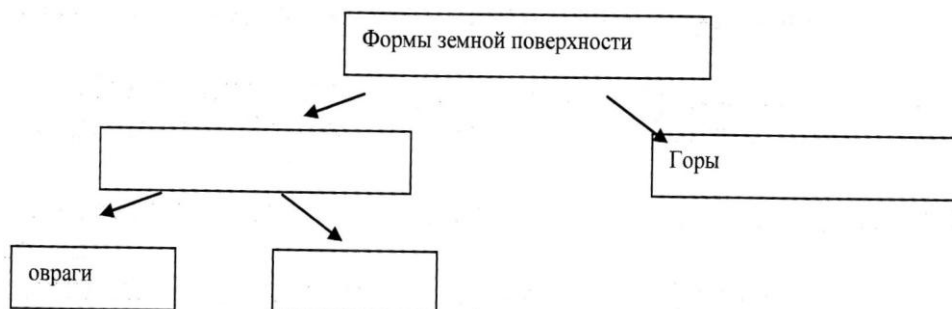 Формы земной поверхности
Горы
овраги